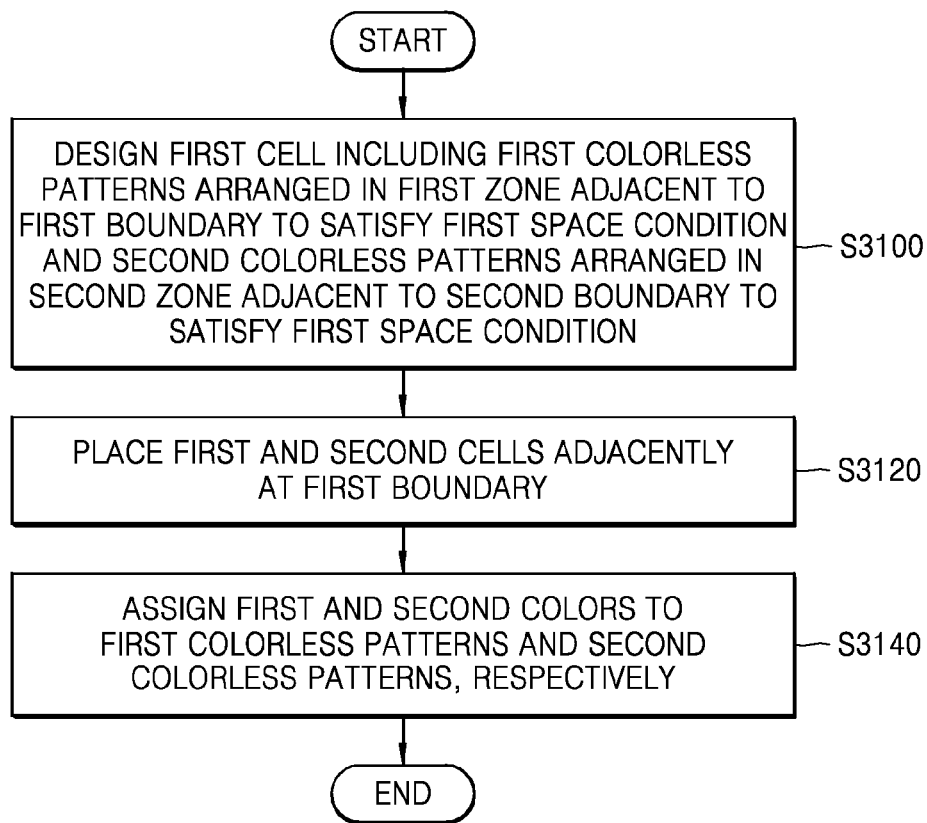 START
DESIGN FIRST CELL INCLUDING FIRST COLORLESS
PATTERNS ARRANGED IN FIRST ZONE ADJACENT TO
FIRST BOUNDARY TO SATISFY FIRST SPACE CONDITION
AND SECOND COLORLESS PATTERNS ARRANGED IN
SECOND ZONE ADJACENT TO SECOND BOUNDARY TO
SATISFY FIRST SPACE CONDITION
S3100
PLACE FIRST AND SECOND CELLS ADJACENTLY
AT FIRST BOUNDARY
S3120
ASSIGN FIRST AND SECOND COLORS TO
FIRST COLORLESS PATTERNS AND SECOND
COLORLESS PATTERNS, RESPECTIVELY
S3140
END